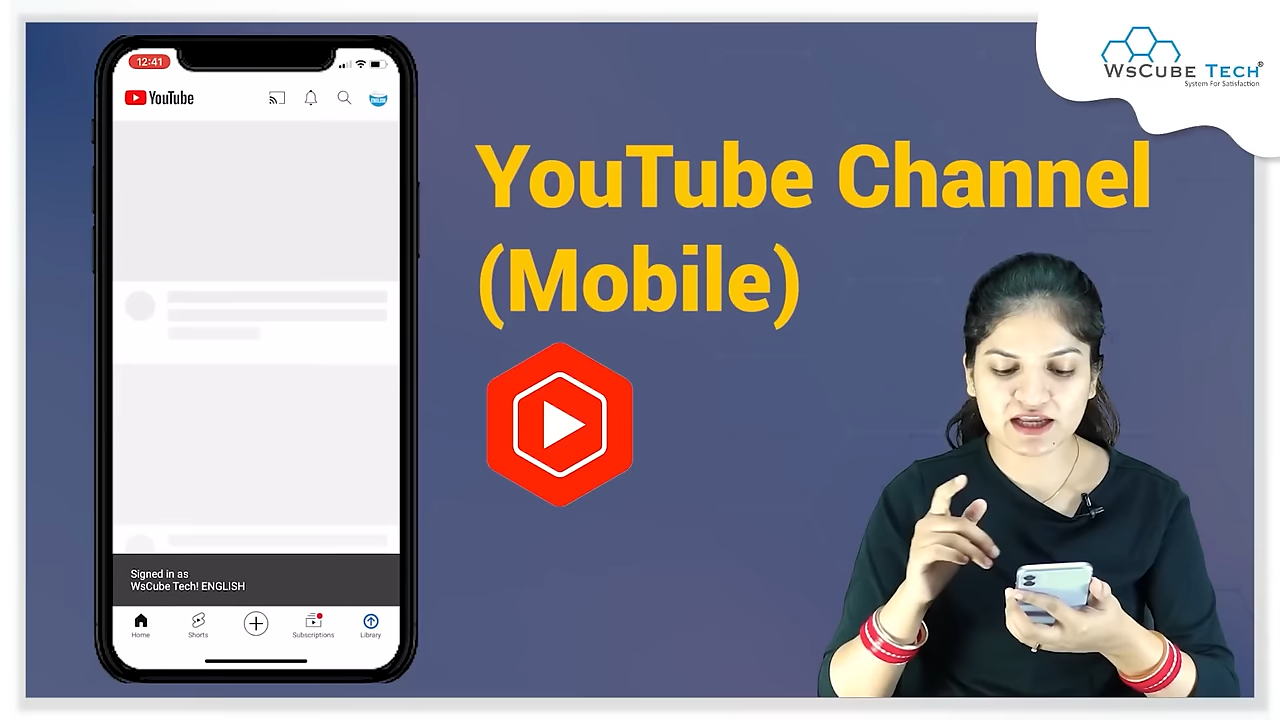 12:41
YouTube
ENGLISH
Signed in as
WsCube Tech! ENGLISH
Home
Shorts
Subscriptions
Library
YouTube Channel
(Mobile)
WsCube Tech®
System For Satisfaction